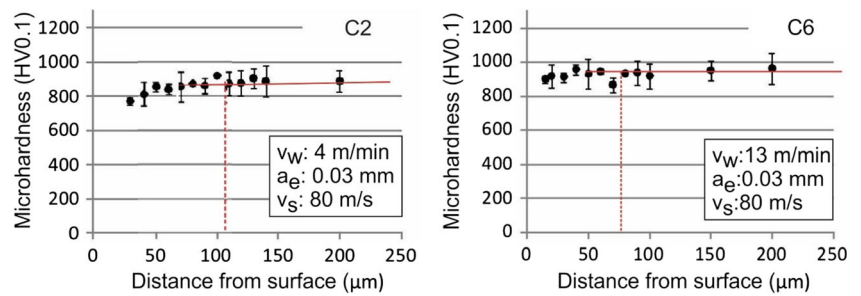 C2
Microhardness (HV0.1)
1200
1000
800
600
400
200
0
vw: 4 m/min
ae: 0.03 mm
vs: 80 m/s
0 50 100 150 200 250
Distance from surface (µm)
C6
Microhardness (HV0.1)
1200
1000
800
600
400
200
0
vw:13 m/min
ae:0.03 mm
vs:80 m/s
0 50 100 150 200 250
Distance from surface (µm)